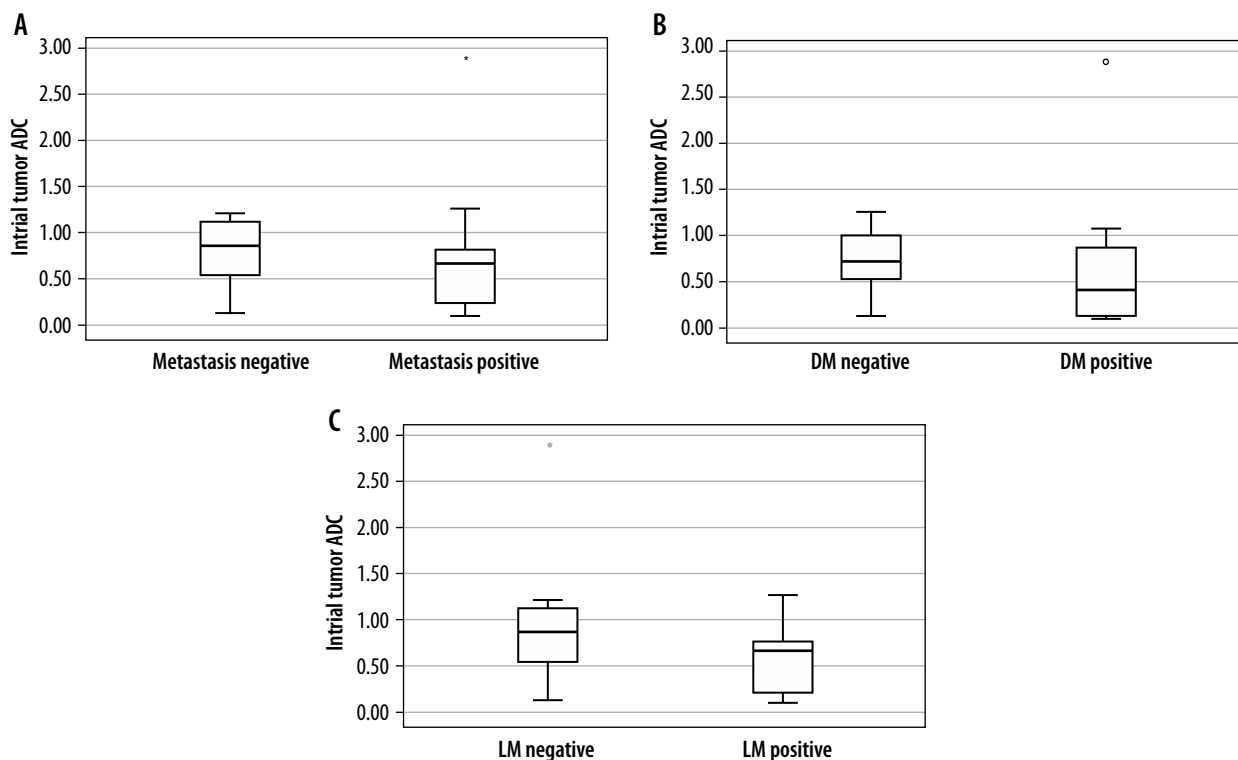 A
Intrial tumor ADC
3.00
2.50
2.00
1.50
1.00
0.50
0.00
Metastasis negative
Metastasis positive
B
Intrial tumor ADC
3.00
2.50
2.00
1.50
1.00
0.50
0.00
DM negative
DM positive
C
Intrial tumor ADC
3.00
2.50
2.00
1.50
1.00
0.50
0.00
LM negative
LM positive